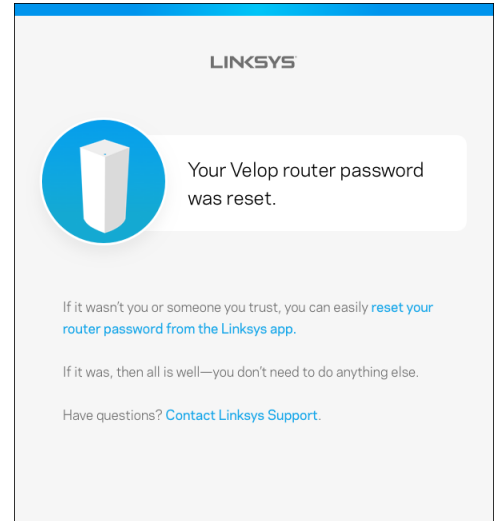 LINKSYS
Your Velop router password
was reset.
If it wasn't you or someone you trust, you can easily reset your
router password from the Linksys app.
If it was, then all is well—you don't need to do anything else.
Have questions? Contact Linksys Support.